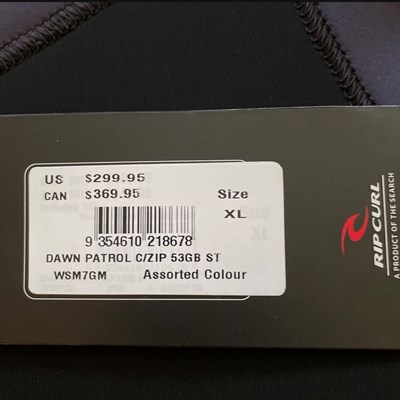 US $299.95
CAN $369.95 Size
XL
9 354610 218678
DAWN PATROL C/ZIP 53GB ST
WSM7GM Assorted Colour
RIP CURL
A PRODUCT OF THE SEARCH